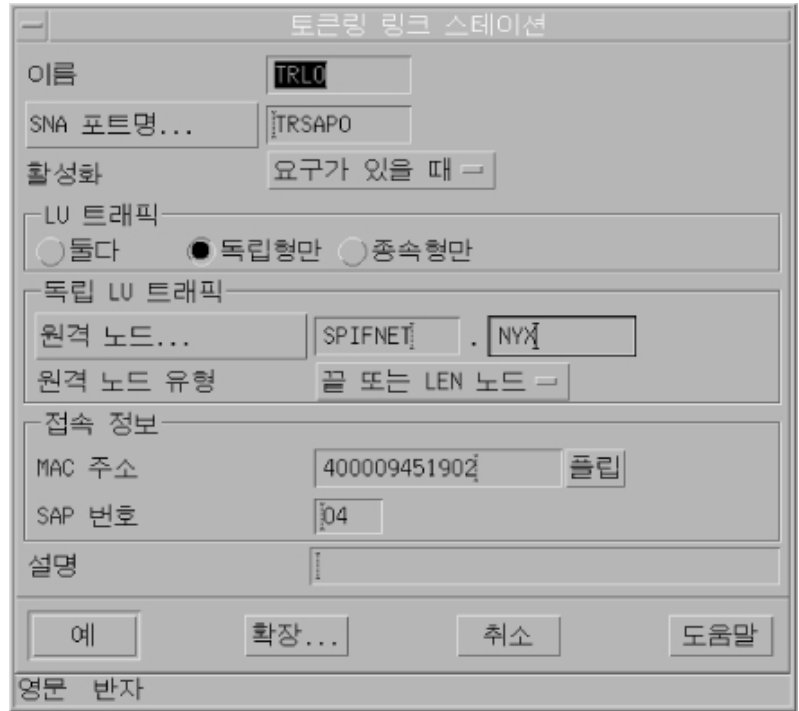 토큰링 링크 스테이션
이름 TRL0
SNA 포트명... TRSAP0
활성화 요구가 있을 때
LU 트래픽
둘다 독립형만 종속형만
독립 LU 트래픽
원격 노드... SPIFNET . NYX
원격 노드 유형 끝 또는 LEN 노드
접속 정보
MAC 주소 400009451902 플립
SAP 번호 04
설명
예 확장... 취소 도움말
영문 반자